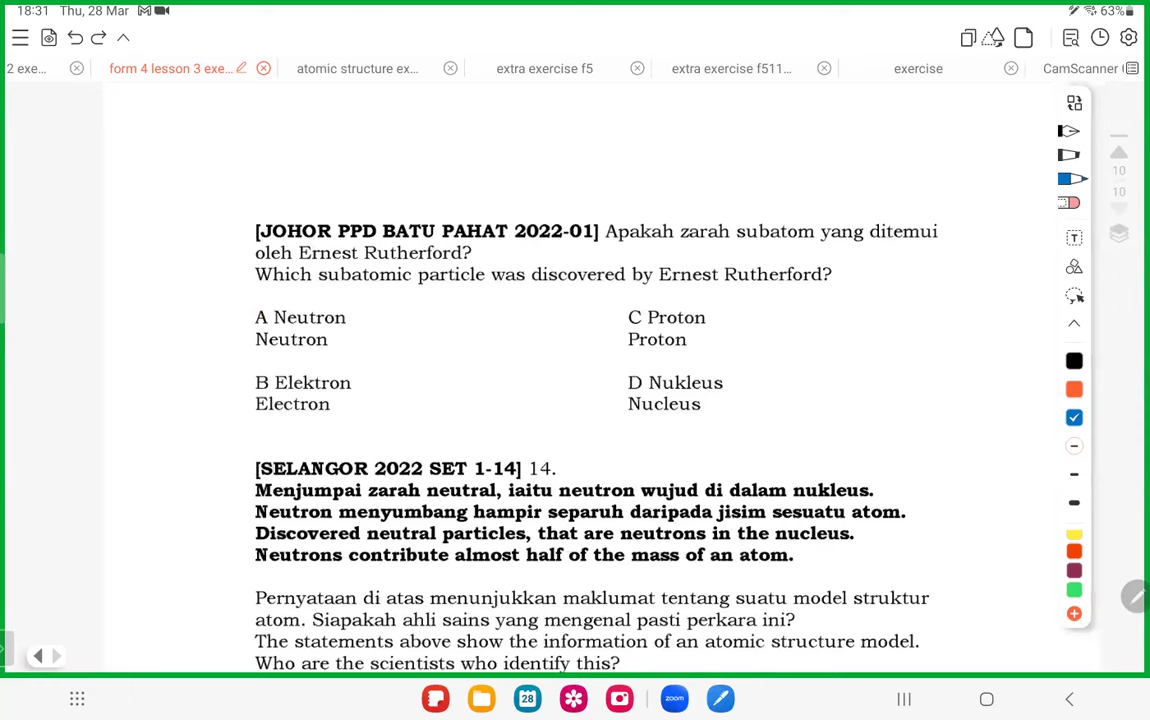 18:31 Thu, 28 Mar
63%
2 exe...
form 4 lesson 3 exe...
atomic structure ex...
extra exercise f5
extra exercise f511...
exercise
CamScanner
10
10
T
[JOHOR PPD BATU PAHAT 2022-01] Apakah zarah subatom yang ditemui
oleh Ernest Rutherford?
Which subatomic particle was discovered by Ernest Rutherford?
A Neutron
Neutron
C Proton
Proton
B Elektron
Electron
D Nukleus
Nucleus
[SELANGOR 2022 SET 1-14] 14.
Menjumpai zarah neutral, iaitu neutron wujud di dalam nukleus.
Neutron menyumbang hampir separuh daripada jisim sesuatu atom.
Discovered neutral particles, that are neutrons in the nucleus.
Neutrons contribute almost half of the mass of an atom.
Pernyataan di atas menunjukkan maklumat tentang suatu model struktur
atom. Siapakah ahli sains yang mengenal pasti perkara ini?
The statements above show the information of an atomic structure model.
Who are the scientists who identify this?
28
zoom